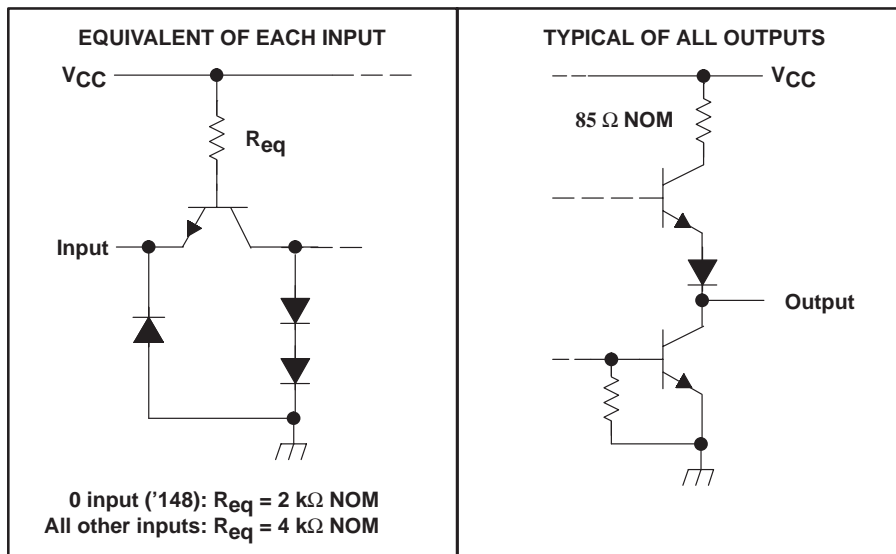 EQUIVALENT OF EACH INPUT
VCC
Req
Input
0 input ('148): Req = 2 kΩ NOM
All other inputs: Req = 4 kΩ NOM
TYPICAL OF ALL OUTPUTS
VCC
85 Ω NOM
Output